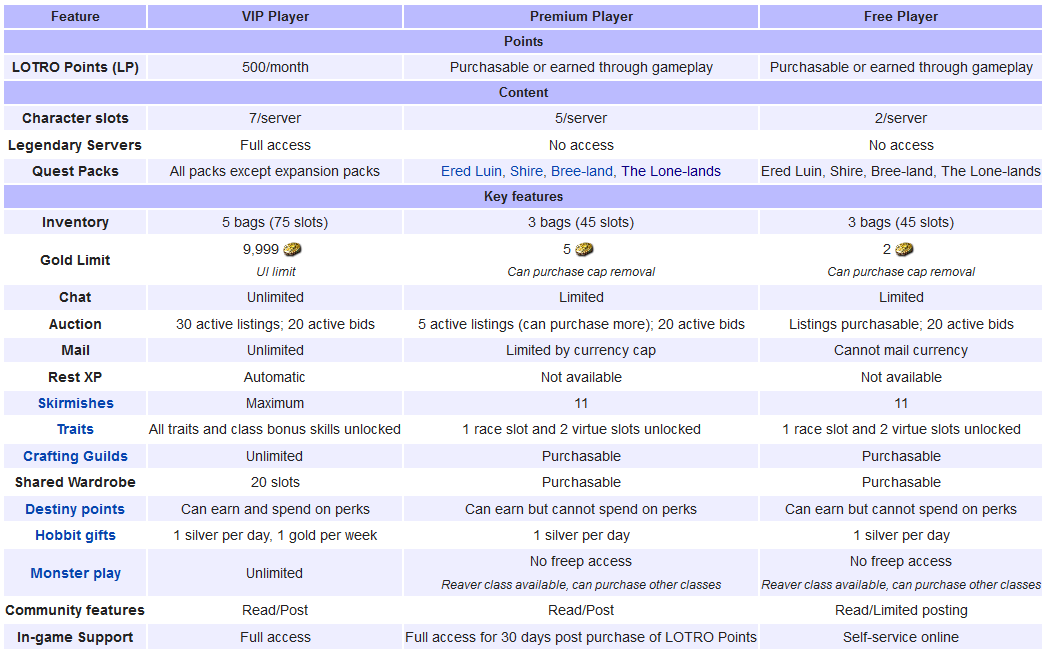 Feature VIP Player Premium Player Free Player
Points
LOTRO Points (LP) 500/month Purchasable or earned through gameplay Purchasable or earned through gameplay
Content
Character slots 7/server 5/server 2/server
Legendary Servers Full access No access No access
Quest Packs All packs except expansion packs Ered Luin, Shire, Bree-land, The Lone-lands Ered Luin, Shire, Bree-land, The Lone-lands
Key features
Inventory 5 bags (75 slots) 3 bags (45 slots) 3 bags (45 slots)
Gold Limit 9,999 5 2
UI limit Can purchase cap removal Can purchase cap removal
Chat Unlimited Limited Limited
Auction 30 active listings; 20 active bids 5 active listings (can purchase more); 20 active bids Listings purchasable; 20 active bids
Mail Unlimited Limited by currency cap Cannot mail currency
Rest XP Automatic Not available Not available
Skirmishes Maximum 11 11
Traits All traits and class bonus skills unlocked 1 race slot and 2 virtue slots unlocked 1 race slot and 2 virtue slots unlocked
Crafting Guilds Unlimited Purchasable Purchasable
Shared Wardrobe 20 slots Purchasable Purchasable
Destiny points Can earn and spend on perks Can earn but cannot spend on perks Can earn but cannot spend on perks
Hobbit gifts 1 silver per day, 1 gold per week 1 silver per day 1 silver per day
Monster play Unlimited No freep access No freep access
Reaver class available, can purchase other classes Reaver class available, can purchase other classes
Community features Read/Post Read/Post Read/Limited posting
In-game Support Full access Full access for 30 days post purchase of LOTRO Points Self-service online